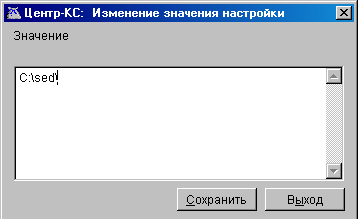 Центр-КС: Изменение значения настройки
Значение
C:\sed\
Сохранить Выход